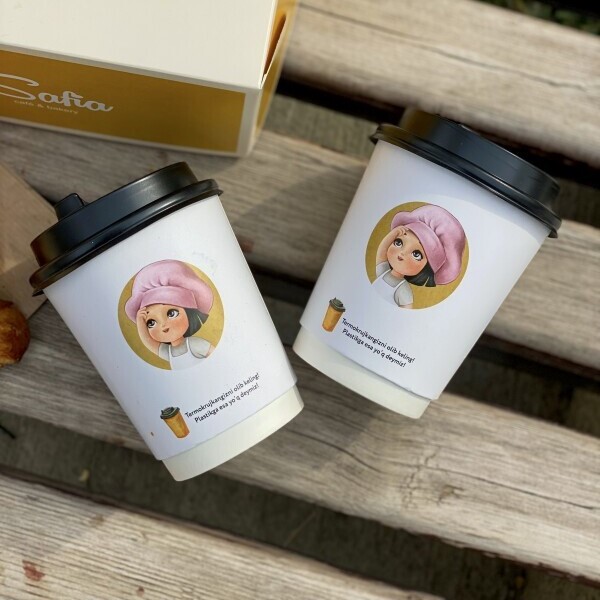 Safia
cafe & bakery
Termokrujkangizni olib keling!
Plastikga esa yo'q deymiz!
Termokrujkangizni olib keling!
Plastikga esa yo'q deymiz!